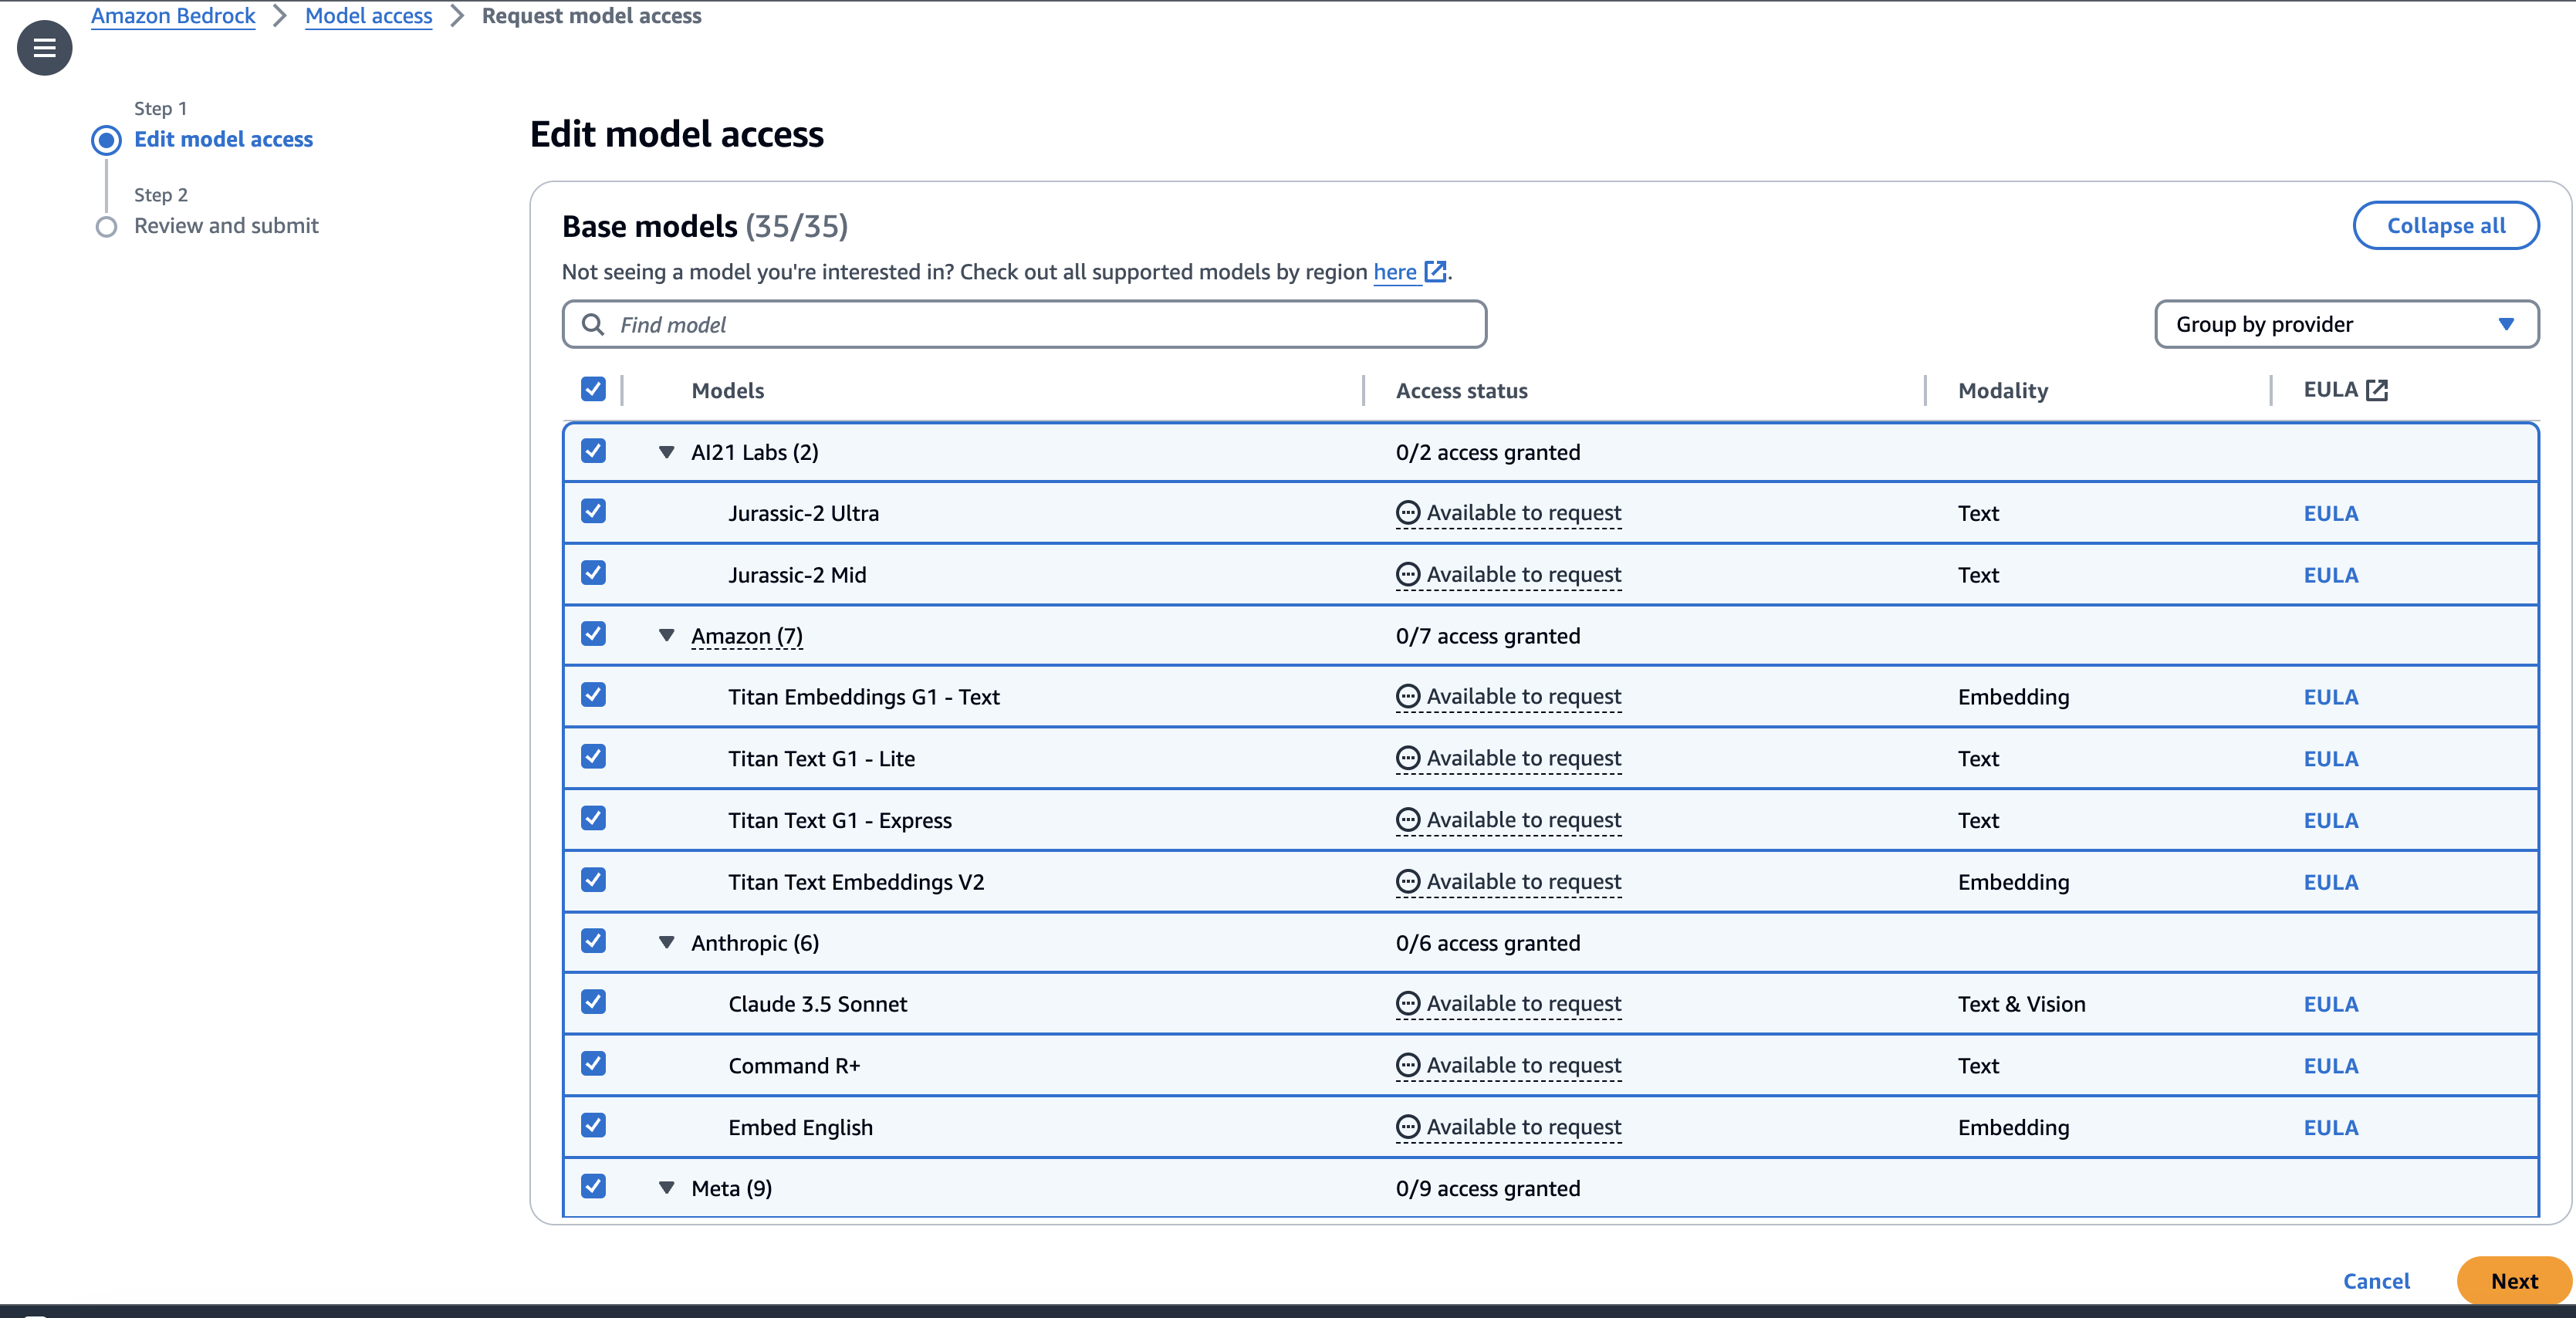 Amazon Bedrock > Model access > Request model access
Step 1
Edit model access
Step 2
Review and submit
Edit model access
Base models (35/35)
Collapse all
Not seeing a model you're interested in? Check out all supported models by region here.
Find model
Group by provider
Models Access status Modality EULA
AI21 Labs (2) 0/2 access granted
Jurassic-2 Ultra Available to request Text EULA
Jurassic-2 Mid Available to request Text EULA
Amazon (7) 0/7 access granted
Titan Embeddings G1 - Text Available to request Embedding EULA
Titan Text G1 - Lite Available to request Text EULA
Titan Text G1 - Express Available to request Text EULA
Titan Text Embeddings V2 Available to request Embedding EULA
Anthropic (6) 0/6 access granted
Claude 3.5 Sonnet Available to request Text & Vision EULA
Command R+ Available to request Text EULA
Embed English Available to request Embedding EULA
Meta (9) 0/9 access granted
Cancel Next